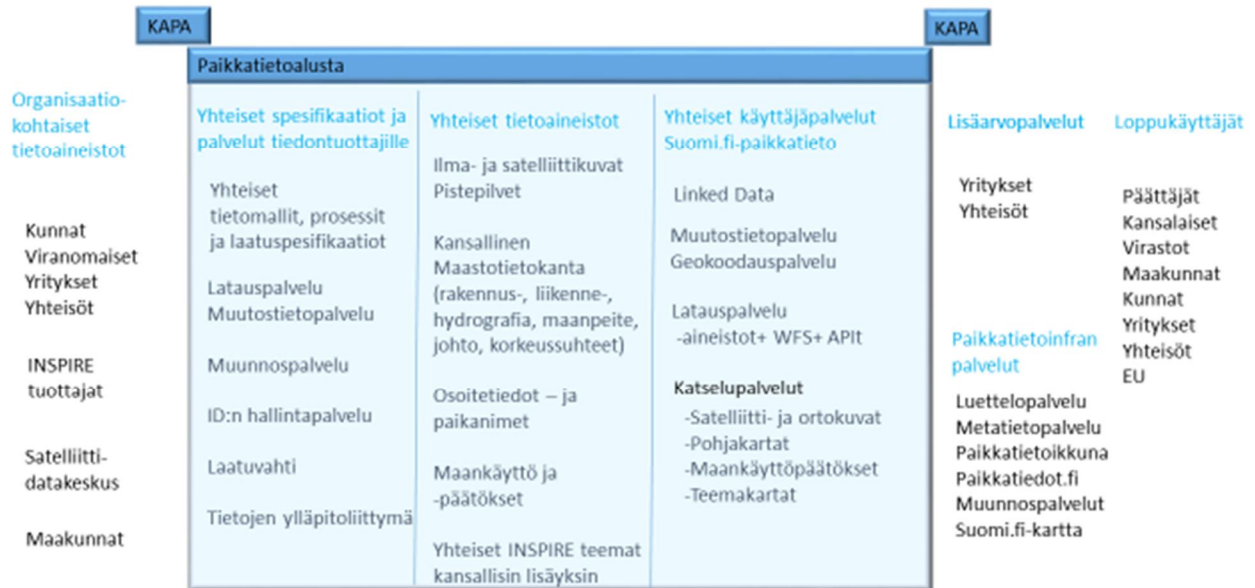 KAPA
KAPA
Paikkatietoalusta
Organisaatio-
kohtaiset
tietoaineistot
Kunnat
Viranomaiset
Yritykset
Yhteisöt
INSPIRE
tuottajat
Satelliitti-
datakeskus
Maakunnat
Yhteiset spesifikaatiot ja
palvelut tiedontuottajille
Yhteiset
tietomallit, prosessit
ja laatuspesifikaatiot
Latauspalvelu
Muutostietopalvelu
Muunnospalvelu
ID:n hallintapalvelu
Laatuvahti
Tietojen ylläpitoliittymä
Yhteiset tietoaineistot
Ilma- ja satelliittikuvat
Pistepilvet
Kansallinen
Maastotietokanta
(rakennus-, liikenne-,
hydrografia, maanpeite,
johto, korkeussuhteet)
Osoitetiedot – ja
paikanimet
Maankäyttö ja
-päätökset
Yhteiset INSPIRE teemat
kansallisin lisäyksin
Yhteiset käyttäjäpalvelut
Suomi.fi-paikkatieto
Linked Data
Muutostietopalvelu
Geokoodauspalvelu
Latauspalvelu
-aineistot+ WFS+ APIt
Katselupalvelut
-Satelliitti- ja ortokuvat
-Pohjakartat
-Maankäyttöpäätökset
-Teemakartat
Lisäarvopalvelut
Yritykset
Yhteisöt
Paikkatietoinfran
palvelut
Luettelopalvelu
Metatietopalvelu
Paikkatietoikkuna
Paikkatiedot.fi
Muunnospalvelut
Suomi.fi-kartta
Loppukäyttäjät
Päättäjät
Kansalaiset
Virastot
Maakunnat
Kunnat
Yritykset
Yhteisöt
EU